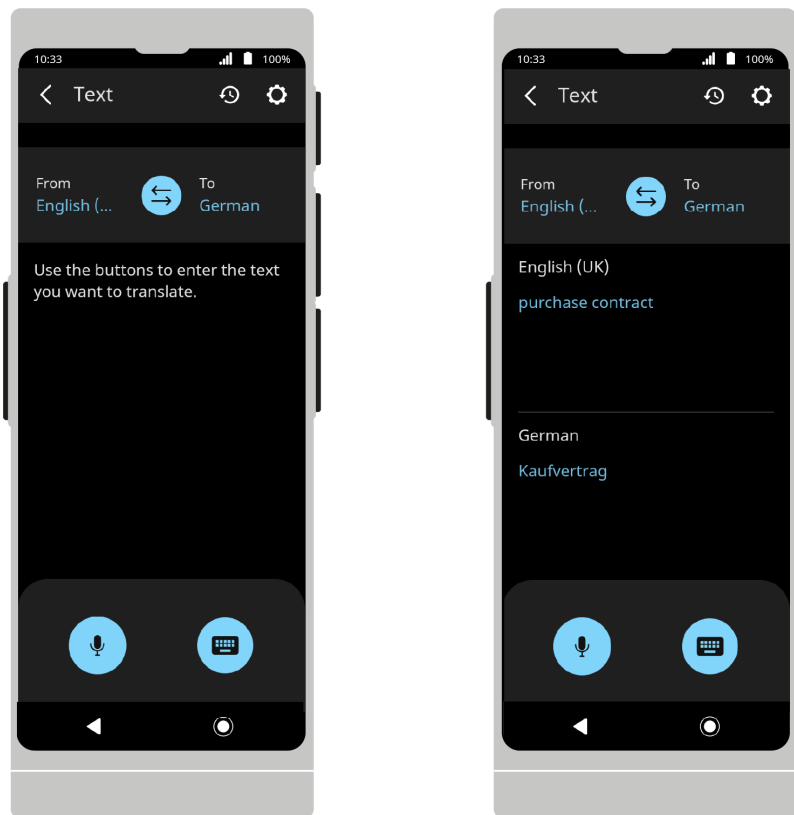 10:33
100%
Text
From
To
English (...
German
Use the buttons to enter the text
you want to translate.
10:33
100%
Text
From
To
English (...
German
English (UK)
purchase contract
German
Kaufvertrag